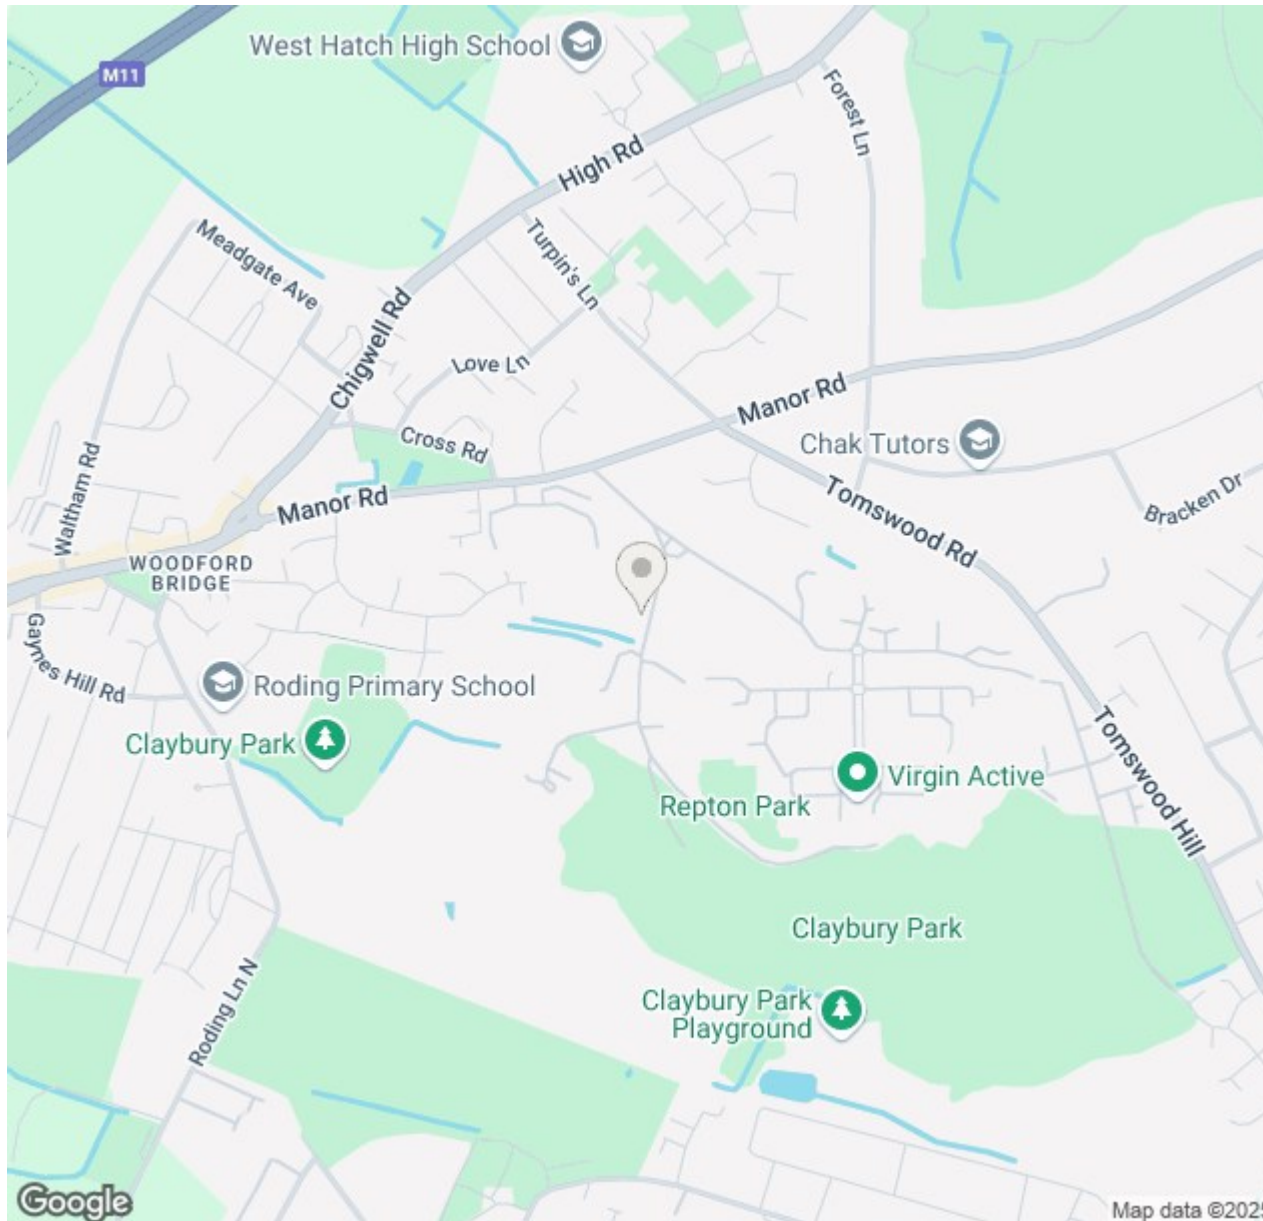 West Hatch High School
M11
Forest Ln
High Rd
Meadgate Ave
Turpin's Ln
Chigwell Rd
Love Ln
Manor Rd
Cross Rd
Chak Tutors
Waltham Rd
Manor Rd
Tomswood Rd
Bracken Dr
WOODFORD
BRIDGE
Gaynes Hill Rd
Roding Primary School
Claybury Park
Tomswood Hill
Virgin Active
Repton Park
Claybury Park
Roding Ln N
Claybury Park
Playground
Google
Map data ©2025